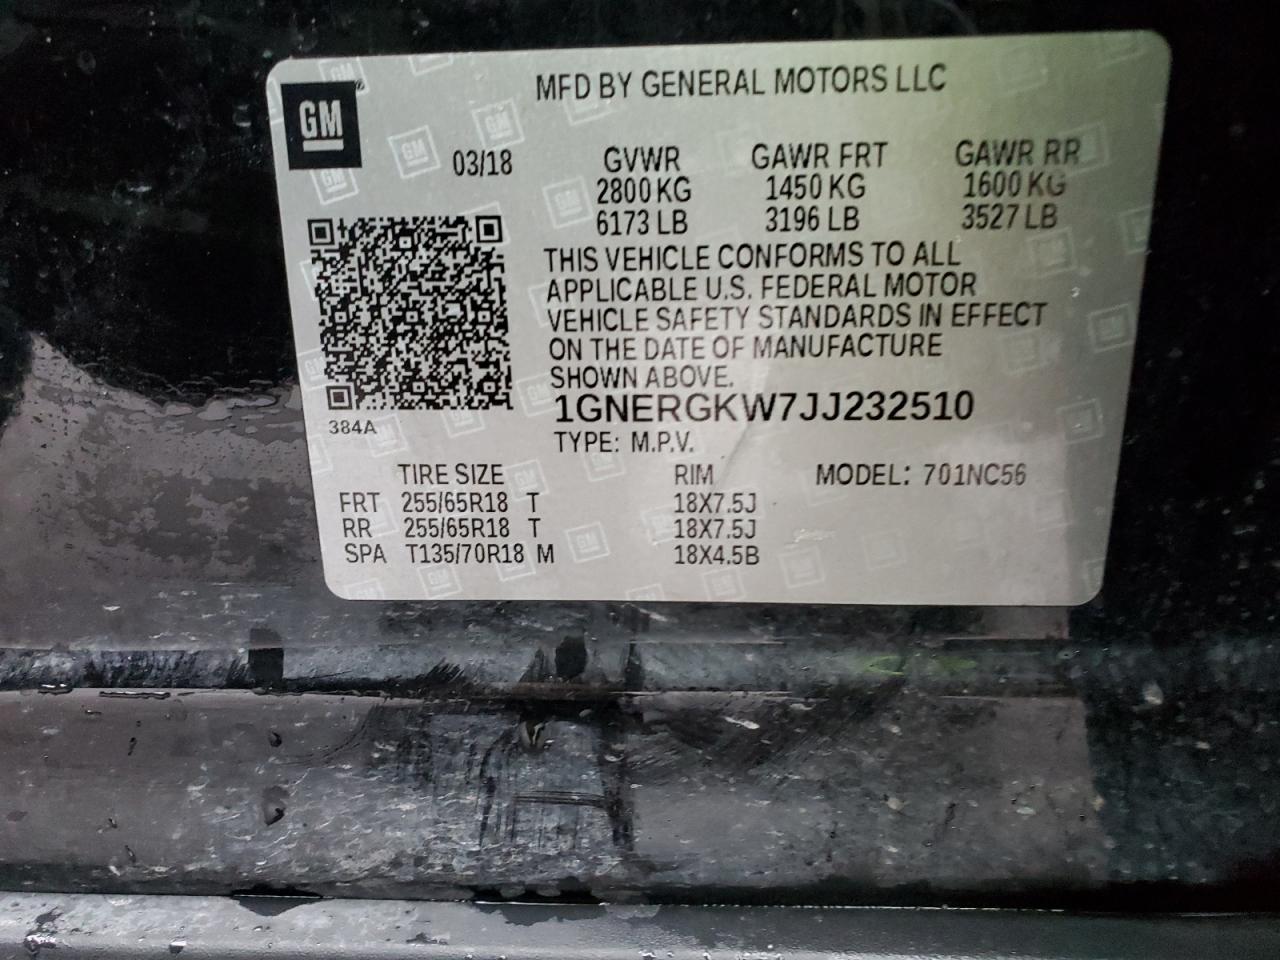 MFD BY GENERAL MOTORS LLC
GM®
03/18
GVWR GAWR FRT GAWR RR
2800 KG 1450 KG 1600 KG
6173 LB 3196 LB 3527 LB
THIS VEHICLE CONFORMS TO ALL
APPLICABLE U.S. FEDERAL MOTOR
VEHICLE SAFETY STANDARDS IN EFFECT
ON THE DATE OF MANUFACTURE
SHOWN ABOVE.
1GNERGKW7JJ232510
384A
TYPE: M.P.V.
TIRE SIZE RIM MODEL: 701NC56
FRT 255/65R18 T 18X7.5J
RR 255/65R18 T 18X7.5J
SPA T135/70R18 M 18X4.5B